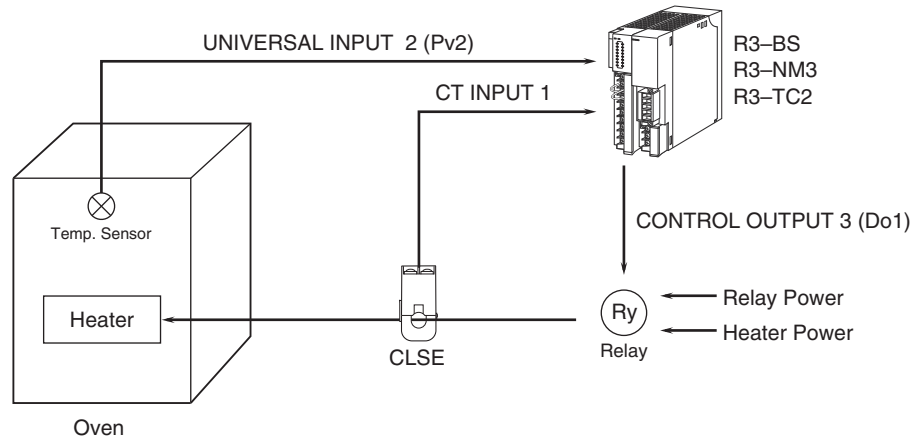 UNIVERSAL INPUT 2 (Pv2)
R3–BS
R3–NM3
R3–TC2
CT INPUT 1
Temp. Sensor
CONTROL OUTPUT 3 (Do1)
Heater
Ry
Relay Power
Heater Power
Relay
CLSE
Oven